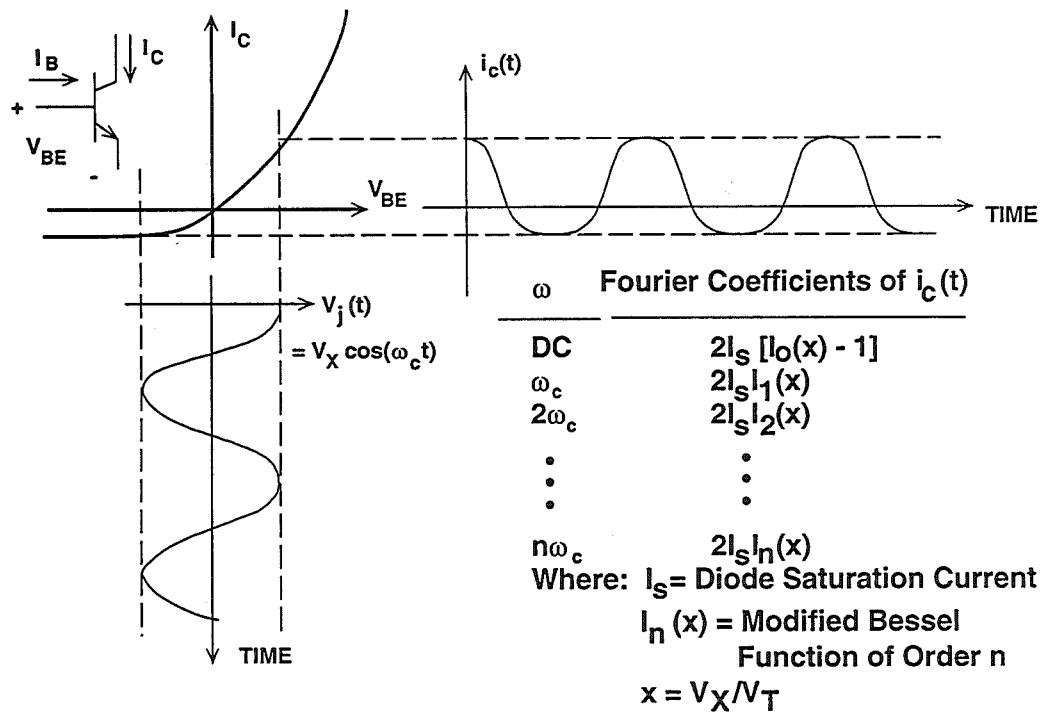 I_C
I_B
I_C
+
V_BE
-
V_BE
i_c(t)
TIME
V_j(t)
= V_X cos(ω_c t)
TIME
ω Fourier Coefficients of i_c(t)
DC 2I_s [I_o(x) - 1]
ω_c 2I_s I_1(x)
2ω_c 2I_s I_2(x)
nω_c 2I_s I_n(x)
Where: I_s = Diode Saturation Current
I_n(x) = Modified Bessel
Function of Order n
x = V_X/V_T